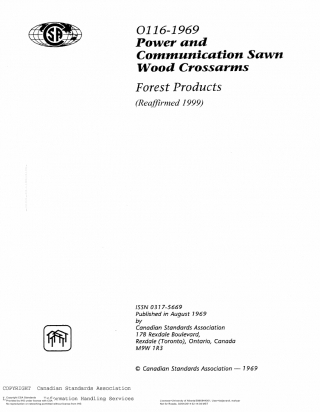 CSA
O116-1969
Power and
Communication Sawn
Wood Crossarms
Forest Products
(Reaffirmed 1999)
ISSN 0317-5669
Published in August 1969
by
Canadian Standards Association
178 Rexdale Boulevard,
Rexdale (Toronto), Ontario, Canada
M9W 1R3
© Canadian Standards Association — 1969
COPYRIGHT Canadian Standards Association
Handling Services